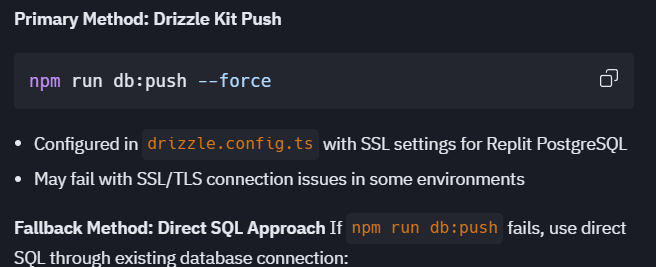 Primary Method: Drizzle Kit Push
npm run db:push --force
• Configured in drizzle.config.ts with SSL settings for Replit PostgreSQL
• May fail with SSL/TLS connection issues in some environments
Fallback Method: Direct SQL Approach If npm run db:push fails, use direct
SQL through existing database connection: